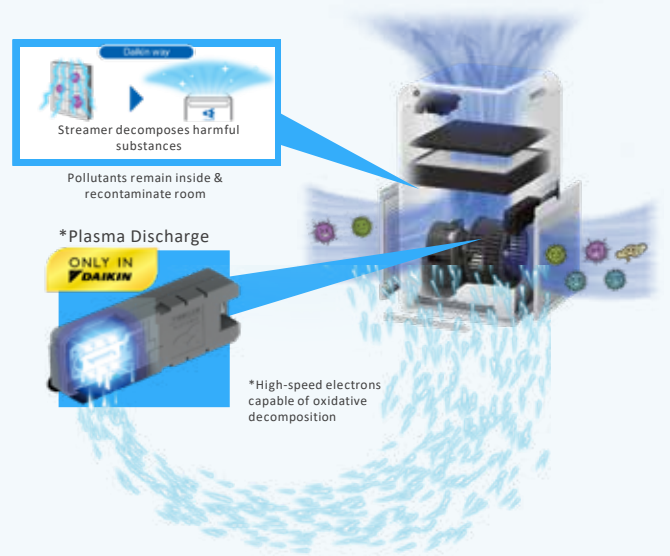 Daikin way
Streamer decomposes harmful
substances
Pollutants remain inside &
recontaminate room
*Plasma Discharge
ONLY IN
DAIKIN
*High-speed electrons
capable of oxidative
decomposition